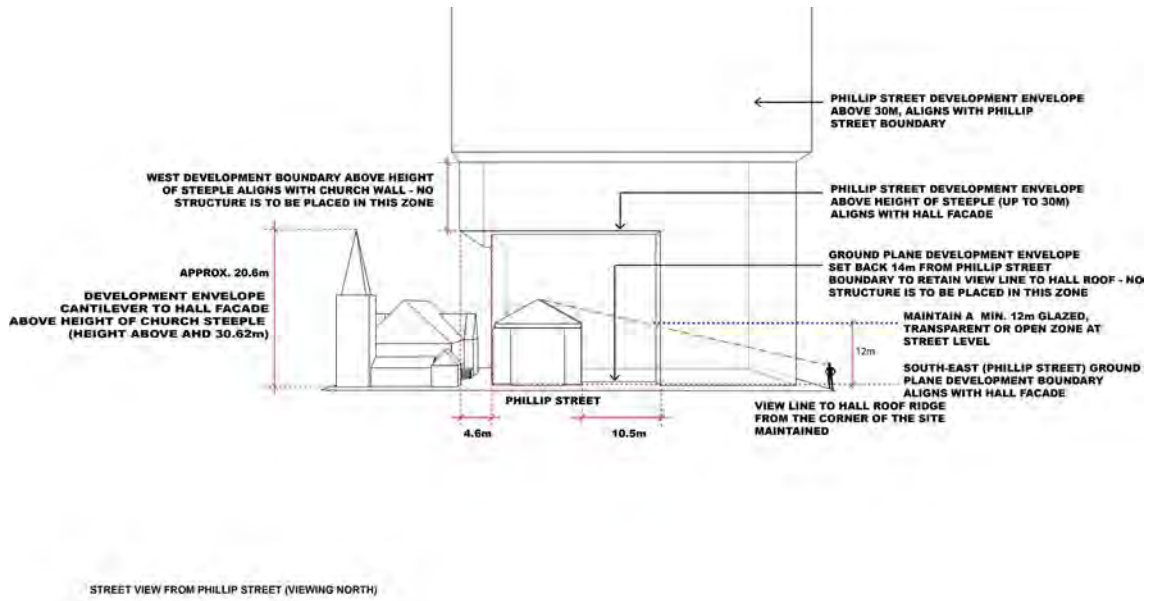 PHILLIP STREET DEVELOPMENT ENVELOPE
ABOVE 30M, ALIGNS WITH PHILLIP
STREET BOUNDARY
WEST DEVELOPMENT BOUNDARY ABOVE HEIGHT
OF STEEPLE ALIGNS WITH CHURCH WALL - NO
STRUCTURE IS TO BE PLACED IN THIS ZONE
PHILLIP STREET DEVELOPMENT ENVELOPE
ABOVE HEIGHT OF STEEPLE (UP TO 30M)
ALIGNS WITH HALL FACADE
APPROX. 20.6m
DEVELOPMENT ENVELOPE
CANTILEVER TO HALL FACADE
ABOVE HEIGHT OF CHURCH STEEPLE
(HEIGHT ABOVE AHD 30.62m)
GROUND PLANE DEVELOPMENT ENVELOPE
SET BACK 14m FROM PHILLIP STREET
BOUNDARY TO RETAIN VIEW LINE TO HALL ROOF - NO
STRUCTURE IS TO BE PLACED IN THIS ZONE
MAINTAIN A MIN. 12m GLAZED,
TRANSPARENT OR OPEN ZONE AT
STREET LEVEL
12m
SOUTH-EAST (PHILLIP STREET) GROUND
PLANE DEVELOPMENT BOUNDARY
ALIGNS WITH HALL FACADE
PHILLIP STREET
VIEW LINE TO HALL ROOF RIDGE
FROM THE CORNER OF THE SITE
MAINTAINED
4.6m
10.5m
STREET VIEW FROM PHILLIP STREET (VIEWING NORTH)